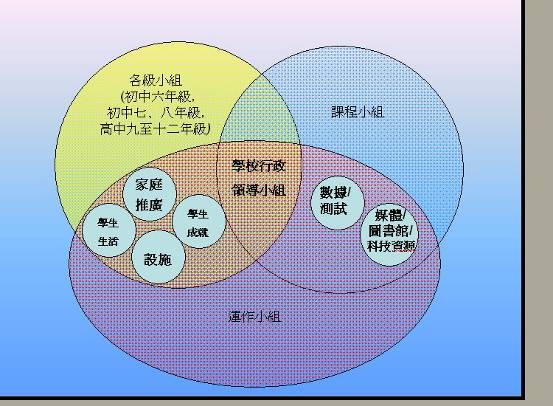 各級小組
(初中六年級,
初中七、八年級,
高中九至十二年級)
課程小組
學校行政
領導小組
家庭
推廣
學生
生活
學生
成就
設施
數據/
測試
媒體/
圖書館/
科技資源
運作小組